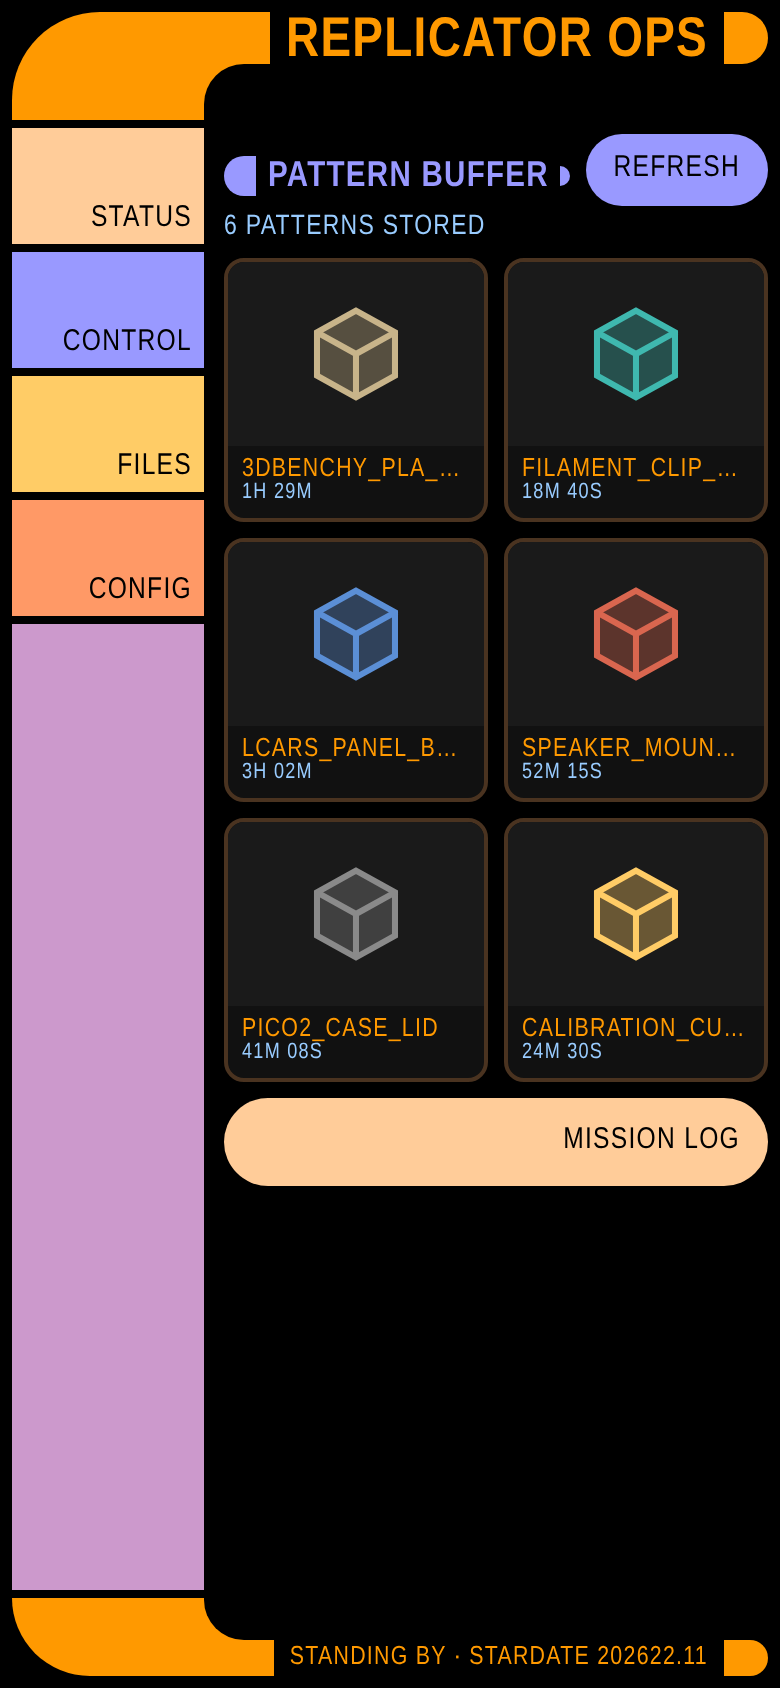 REPLICATOR OPS
STATUS
CONTROL
FILES
CONFIG
PATTERN BUFFER
REFRESH
6 PATTERNS STORED
3DBENCHY_PLA_...
1H 29M
FILAMENT_CLIP_...
18M 40S
LCARS_PANEL_B...
3H 02M
SPEAKER_MOUN...
52M 15S
PICO2_CASE_LID
41M 08S
CALIBRATION_CU...
24M 30S
MISSION LOG
STANDING BY · STARDATE 202622.11